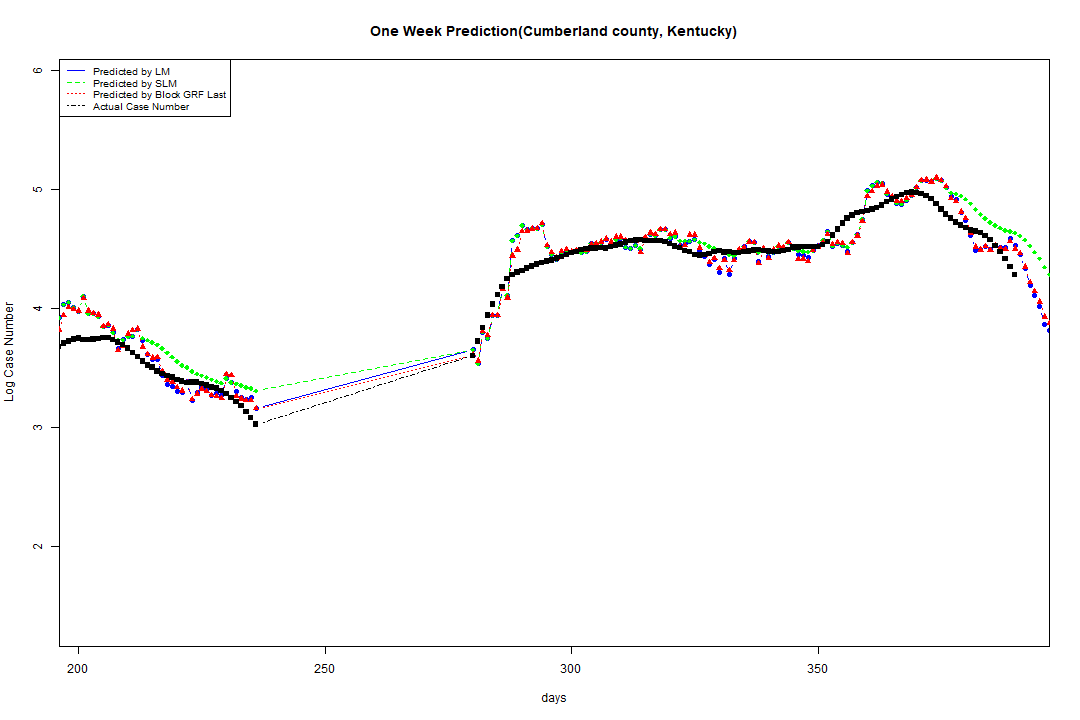 One Week Prediction(Cumberland county, Kentucky)
Predicted by LM
Predicted by SLM
Predicted by Block GRF Last
Actual Case Number
6
5
4
3
2
Log Case Number
200
250
300
350
days